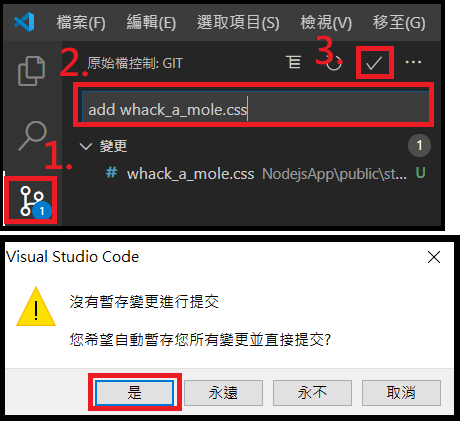 檔案(F) 編輯(E) 選取項目(S) 檢視(V) 移至(G)
2. 原始檔控制: GIT 3. ...
add whack_a_mole.css
變更 1
1. # whack_a_mole.css NodejsApp\public\st... U
1
Visual Studio Code
沒有暫存變更進行提交
您希望自動暫存您所有變更並直接提交?
是 永遠 永不 取消